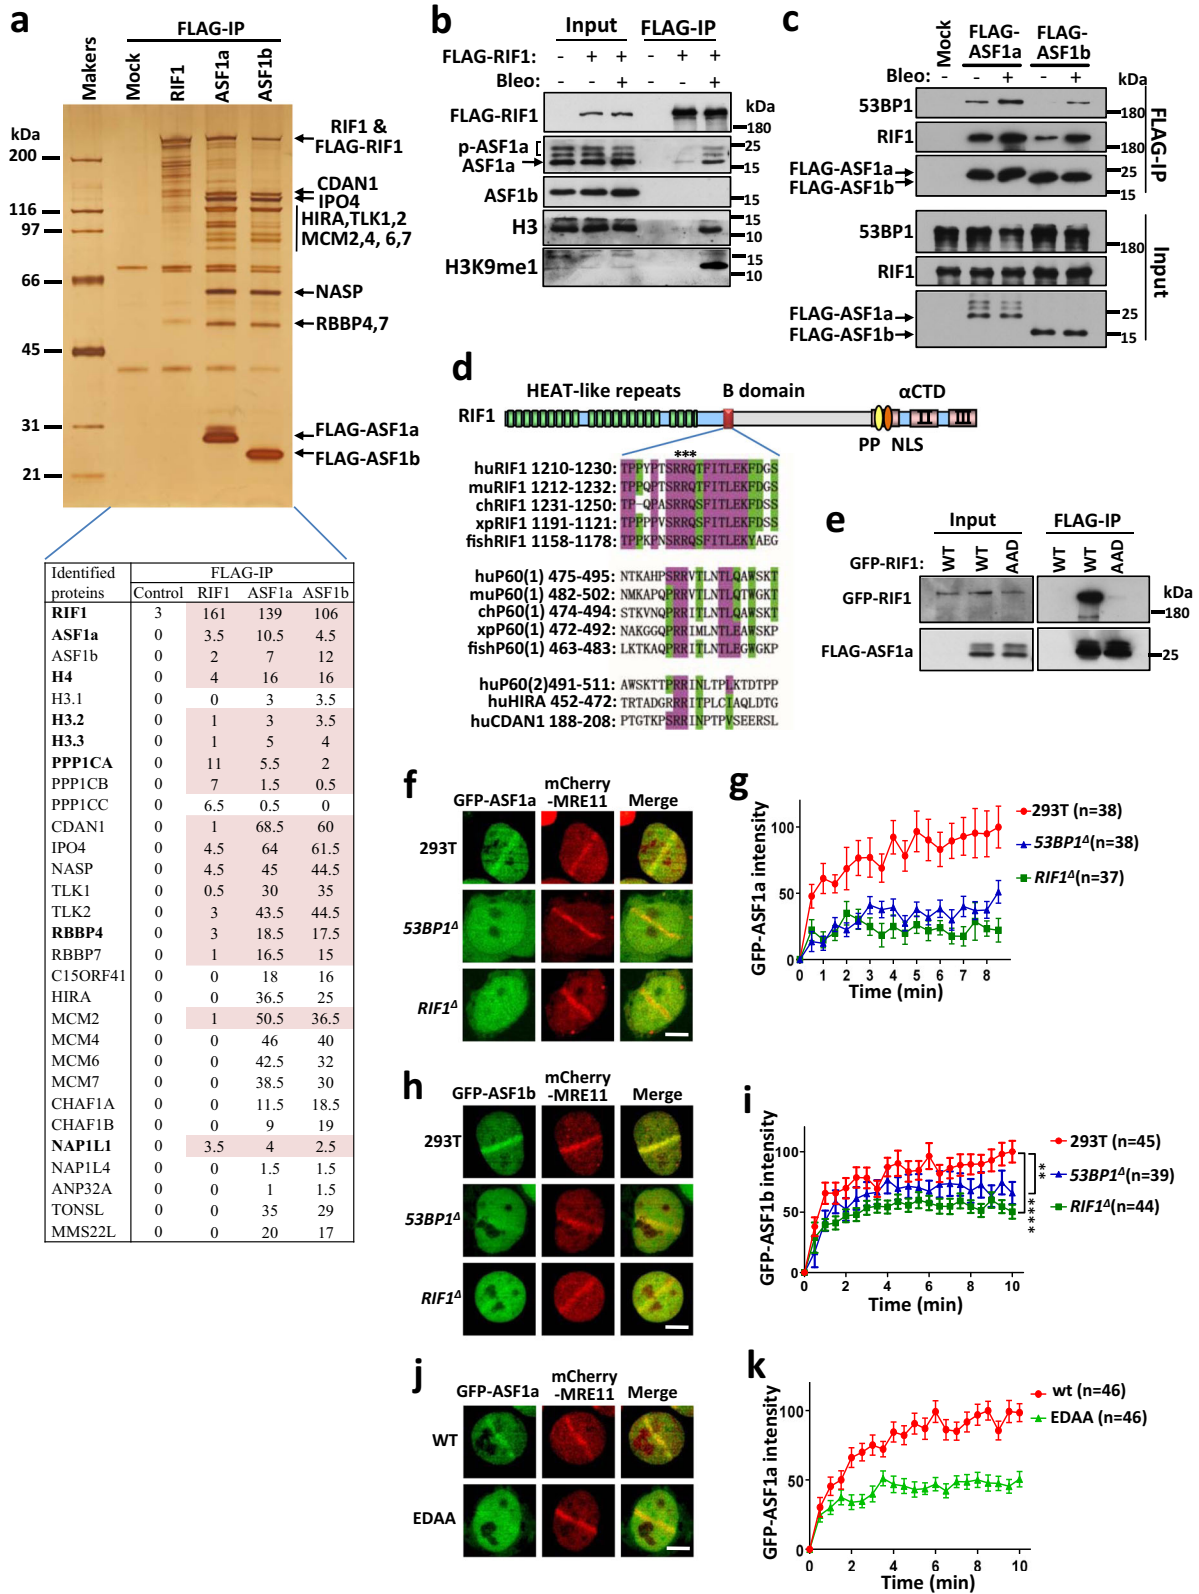 a
FLAG-IP
Makers
Mock
RIF1
ASF1a
ASF1b
kDa
200
116
97
66
45
31
21
RIF1 &
FLAG-RIF1
CDAN1
IPO4
HIRA,TLK1,2
MCM2,4, 6,7
NASP
RBBP4,7
FLAG-ASF1a
FLAG-ASF1b
Identified proteins FLAG-IP
Control RIF1 ASF1a ASF1b
RIF1 3 161 139 106
ASF1a 0 3.5 10.5 4.5
ASF1b 0 2 7 12
H4 0 4 16 16
H3.1 0 0 3 3.5
H3.2 0 1 3 3.5
H3.3 0 1 5 4
PPP1CA 0 11 5.5 2
PPP1CB 0 7 1.5 0.5
PPP1CC 0 6.5 0.5 0
CDAN1 0 1 68.5 60
IPO4 0 4.5 64 61.5
NASP 0 4.5 45 44.5
TLK1 0 0.5 30 35
TLK2 0 3 43.5 44.5
RBBP4 0 3 18.5 17.5
RBBP7 0 1 16.5 15
C15ORF41 0 0 18 16
HIRA 0 0 36.5 25
MCM2 0 1 50.5 36.5
MCM4 0 0 46 40
MCM6 0 0 42.5 32
MCM7 0 0 38.5 30
CHAF1A 0 0 11.5 18.5
CHAF1B 0 0 9 19
NAP1L1 0 3.5 4 2.5
NAP1L4 0 0 1.5 1.5
ANP32A 0 0 1 1.5
TONSL 0 0 35 29
MMS22L 0 0 20 17
b
Input FLAG-IP
FLAG-RIF1: - + + - + +
Bleo: - - + - - +
kDa
FLAG-RIF1 180
p-ASF1a 25
ASF1a 15
ASF1b
H3 15
10
H3K9me1 15
10
c
Mock
FLAG-ASF1a
FLAG-ASF1b
Bleo: - - + - +
kDa
53BP1 180
RIF1 180
FLAG-ASF1a 25
FLAG-ASF1b 15
FLAG-IP
53BP1 180
RIF1
FLAG-ASF1a 25
FLAG-ASF1b 15
Input
d
HEAT-like repeats B domain αCTD
RIF1 II III
PP NLS
***
huRIF1 1210-1230: TPPYPTSRRQTFITLEKFDGS
muRIF1 1212-1232: TPPQPTSRRQTFITLEKFDGS
chRIF1 1231-1250: TP-QPASRRQSFITLEKFDSS
xpRIF1 1191-1121: TPPPPVSRRQSFITLEKFDSS
fishRIF1 1158-1178: TPPKPNSRRQSFITLEKYAEG
huP60(1) 475-495: NTKAHPSRRVTLNTLQAWSKT
muP60(1) 482-502: NMKAPQPRRVTLNTLQTWGKT
chP60(1) 474-494: STKVNQPRRITLNTLQAWSKT
xpP60(1) 472-492: NAKGGQPRRIMLNTLEAWSKP
fishP60(1) 463-483: LKTKAQPRRITLNTLEGWGKP
huP60(2)491-511: AWSKTTPRRINLTPLKTDTPP
huHIRA 452-472: TRTADGRRRITPLCIAQLDTG
huCDAN1 188-208: PTGTKPSRRINPTPVSEERSL
e
Input FLAG-IP
GFP-RIF1: WT WT AAD WT WT AAD
GFP-RIF1 180
FLAG-ASF1a 25
f
GFP-ASF1a mCherry-MRE11 Merge
293T
53BP1Δ
RIF1Δ
g
GFP-ASF1a intensity
100
50
0
0 1 2 3 4 5 6 7 8
Time (min)
293T (n=38)
53BP1Δ(n=38)
RIF1Δ(n=37)
h
GFP-ASF1b mCherry-MRE11 Merge
293T
53BP1Δ
RIF1Δ
i
GFP-ASF1b intensity
100
50
0
0 2 4 6 8 10
Time (min)
293T (n=45)
53BP1Δ(n=39)
RIF1Δ(n=44)
**
****
j
GFP-ASF1a mCherry-MRE11 Merge
WT
EDAA
k
GFP-ASF1a intensity
100
50
0
0 2 4 6 8 10
Time (min)
wt (n=46)
EDAA (n=46)